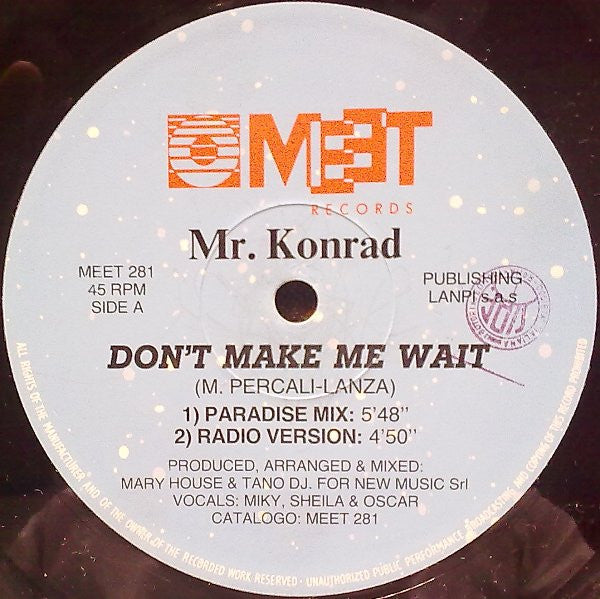 MEET
RECORDS
Mr. Konrad
MEET 281
45 RPM
SIDE A
PUBLISHING
LANPI s.a.s
DON'T MAKE ME WAIT
(M. PERCALI-LANZA)
1) PARADISE MIX: 5'48"
2) RADIO VERSION: 4'50"
PRODUCED, ARRANGED & MIXED:
MARY HOUSE & TANO DJ. FOR NEW MUSIC Srl
VOCALS: MIKY, SHEILA & OSCAR
CATALOGO: MEET 281
ALL RIGHTS OF THE MANUFACTURER AND OF THE OWNER OF THE RECORDED WORK RESERVED - UNAUTHORIZED PUBLIC PERFORMANCE BROADCASTING AND COPYING OF THIS RECORD PROHIBITED